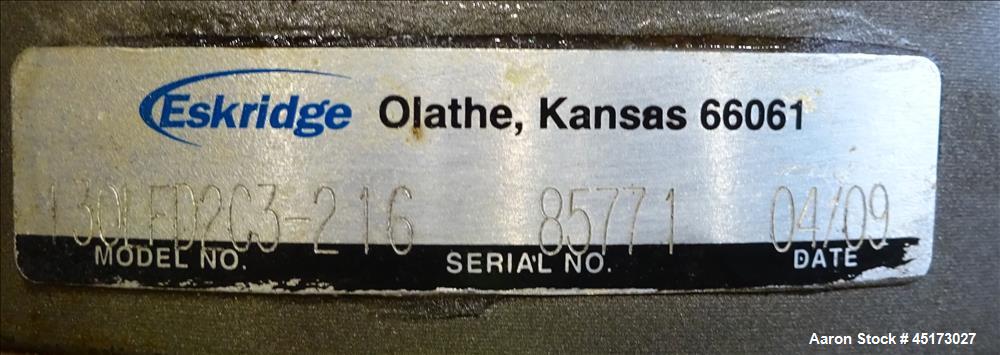 Eskridge Olathe, Kansas 66061
130LFD2C3-216 85771 04/09
MODEL NO. SERIAL NO. DATE
Aaron Stock # 45173027